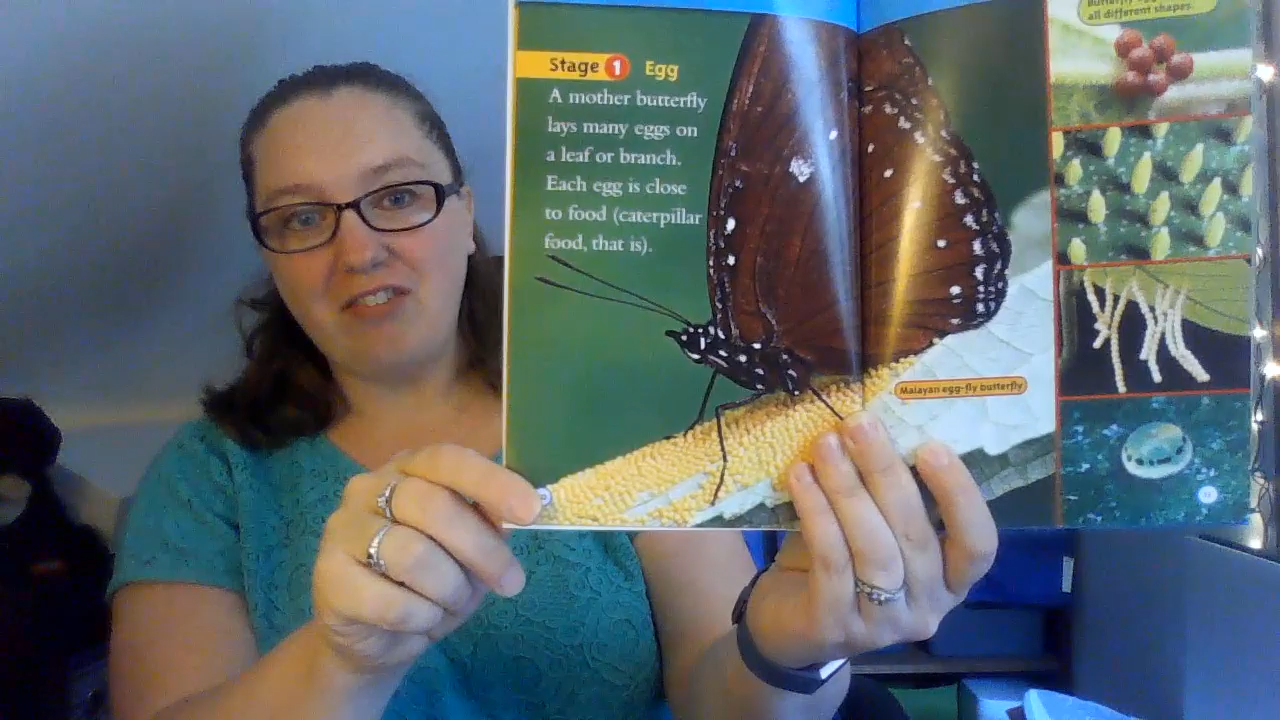 Stage 1 Egg
A mother butterfly
lays many eggs on
a leaf or branch.
Each egg is close
to food (caterpillar
food, that is).
Malayan egg-fly butterfly
all different shapes.
11